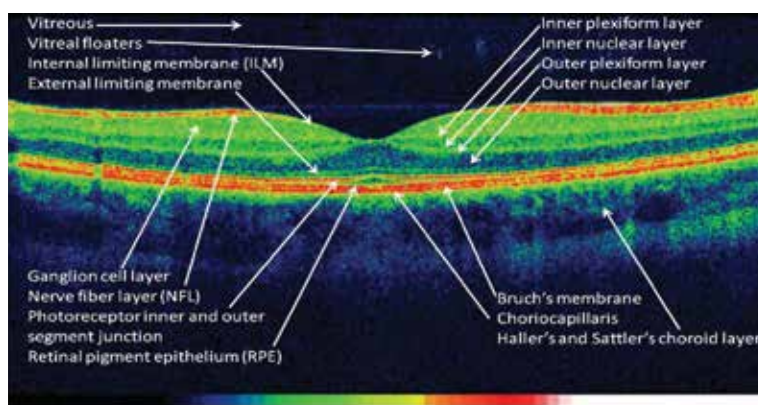 Vitreous
Vitreal floaters
Internal limiting membrane (ILM)
External limiting membrane
Inner plexiform layer
Inner nuclear layer
Outer plexiform layer
Outer nuclear layer
Ganglion cell layer
Nerve fiber layer (NFL)
Photoreceptor inner and outer
segment junction
Retinal pigment epithelium (RPE)
Bruch's membrane
Choriocapillaris
Haller's and Sattler's choroid layer